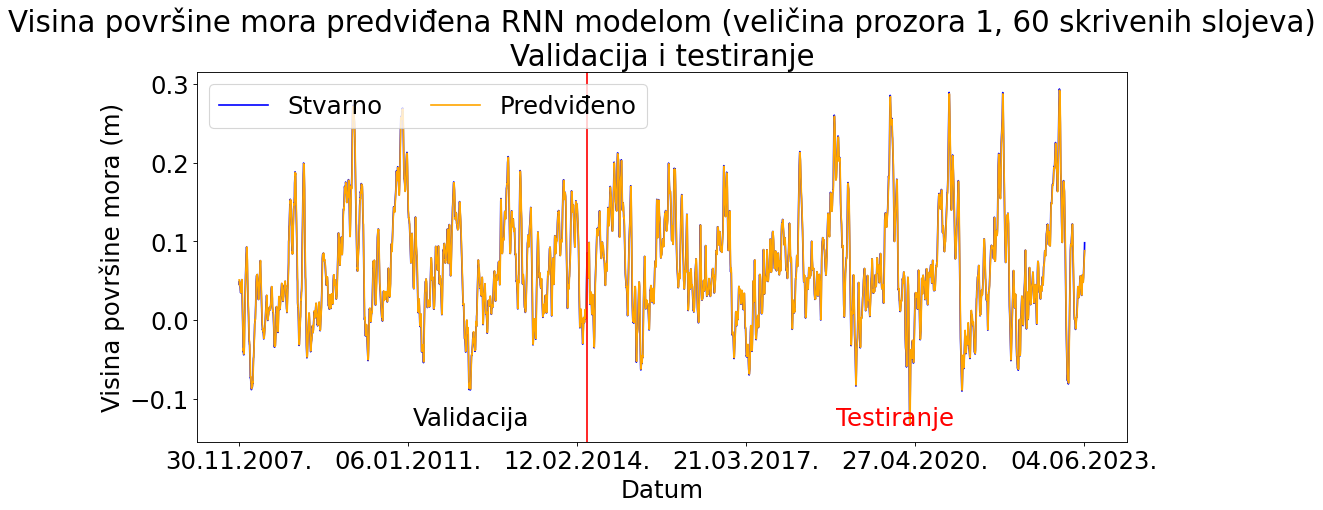 Visina površine mora predviđena RNN modelom (veličina prozora 1, 60 skrivenih slojeva)
Validacija i testiranje
Stvarno Predviđeno
Visina površine mora (m)
0.3
0.2
0.1
0.0
−0.1
Validacija
Testiranje
30.11.2007. 06.01.2011. 12.02.2014. 21.03.2017. 27.04.2020. 04.06.2023.
Datum